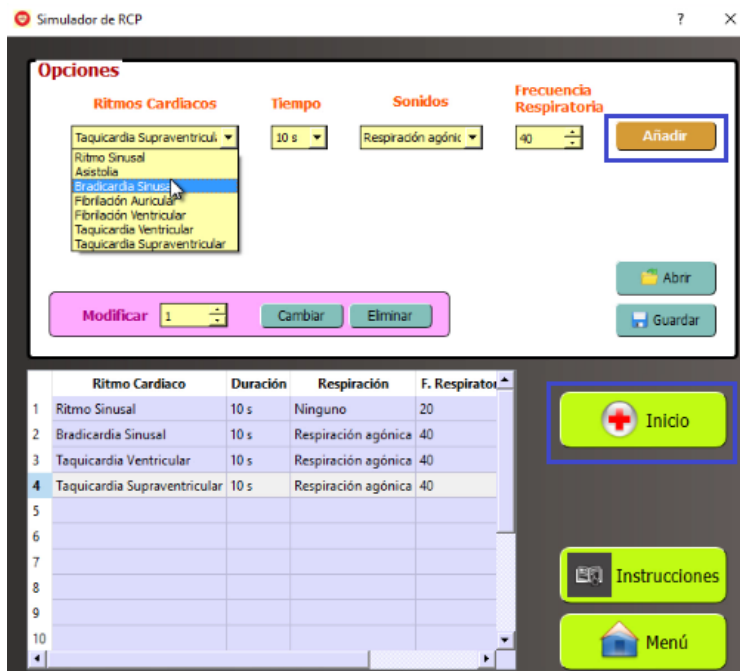 Simulador de RCP
Opciones
Ritmos Cardiacos Tiempo Sonidos Frecuencia Respiratoria
Taquicardia Supraventricul 10 s Respiración agónic 40 Añadir
Ritmo Sinusal
Asistolia
Bradicardia Sinusal
Fibrilación Auricular
Fibrilación Ventricular
Taquicardia Ventricular
Taquicardia Supraventricular
Abrir
Modificar 1 Cambiar Eliminar
Guardar
Ritmo Cardiaco Duración Respiración F. Respirator
1 Ritmo Sinusal 10 s Ninguno 20
2 Bradicardia Sinusal 10 s Respiración agónica 40
3 Taquicardia Ventricular 10 s Respiración agónica 40
4 Taquicardia Supraventricular 10 s Respiración agónica 40
5
6
7
8
9
10
Inicio
Instrucciones
Menú